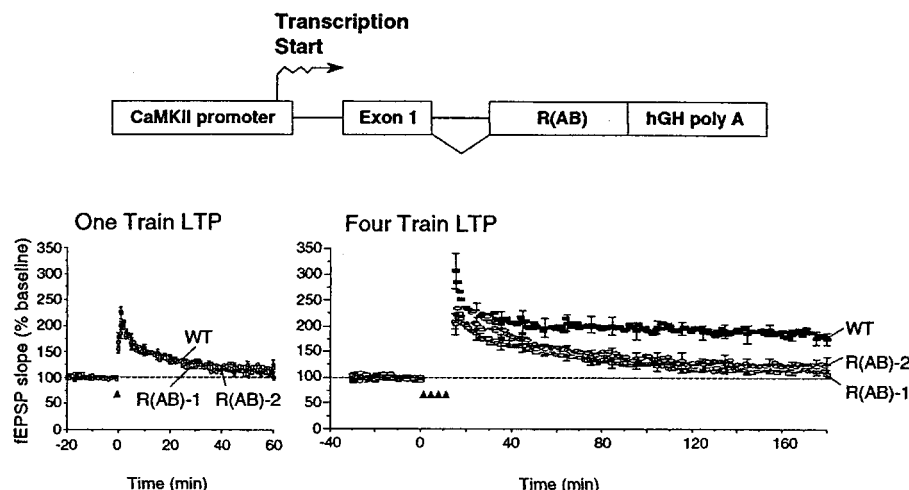 Transcription
Start
CaMKII promoter
Exon 1
R(AB)
hGH poly A
One Train LTP
Four Train LTP
fEPSP slope (% baseline)
350
300
250
200
150
100
50
0
WT
R(AB)-1
R(AB)-2
-20
0
20
40
60
Time (min)
350
300
250
200
150
100
50
0
WT
R(AB)-2
R(AB)-1
-40
0
40
80
120
160
Time (min)